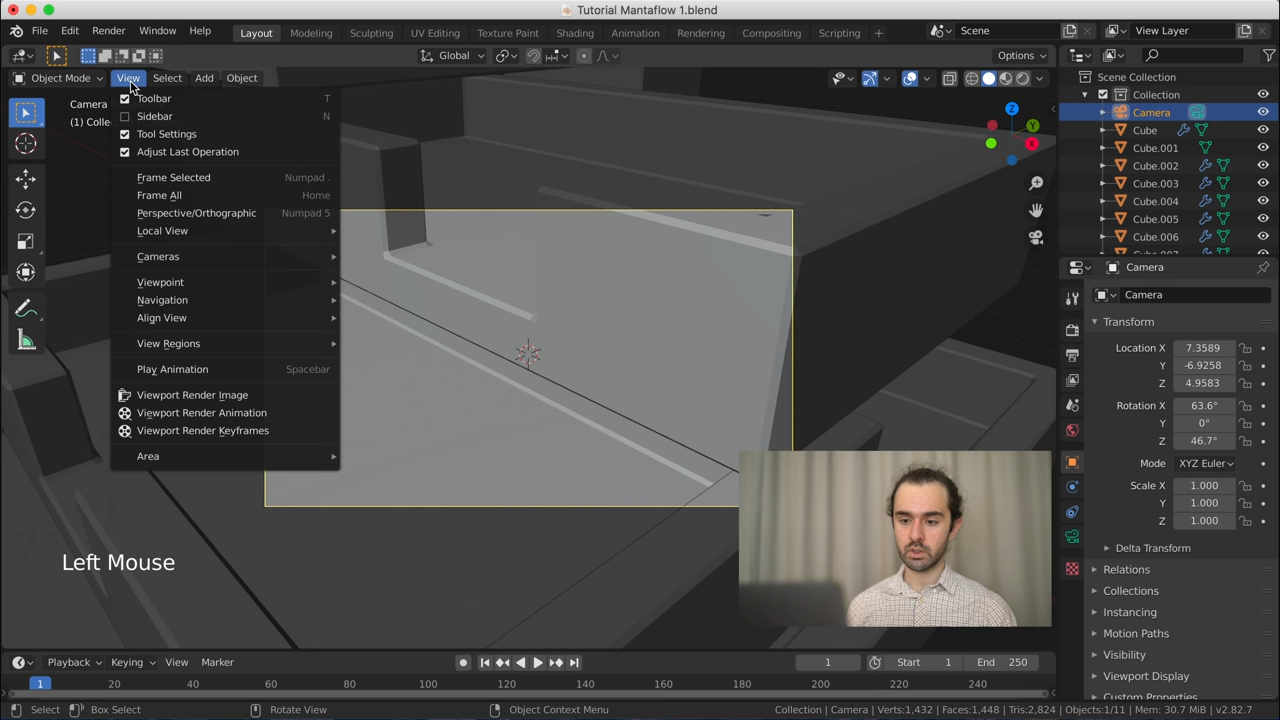 Tutorial Mantaflow 1.blend
File Edit Render Window Help Layout Modeling Sculpting UV Editing Texture Paint Shading Animation Rendering Compositing Scripting + Scene View Layer
Global Options
Object Mode View Select Add Object
Camera
(1) Colle
Toolbar T
Sidebar N
Tool Settings
Adjust Last Operation
Frame Selected Numpad .
Frame All Home
Perspective/Orthographic Numpad 5
Local View
Cameras
Viewpoint
Navigation
Align View
View Regions
Play Animation Spacebar
Viewport Render Image
Viewport Render Animation
Viewport Render Keyframes
Area
Z
Y
X
Left Mouse
Scene Collection
Collection
Camera
Cube
Cube.001
Cube.002
Cube.003
Cube.004
Cube.005
Cube.006
Cube.007
Camera
Camera
Transform
Location X 7.3589
Y -6.9258
Z 4.9583
Rotation X 63.6°
Y 0°
Z 46.7°
Mode XYZ Euler
Scale X 1.000
Y 1.000
Z 1.000
Delta Transform
Relations
Collections
Instancing
Motion Paths
Visibility
Viewport Display
Custom Properties
Playback Keying View Marker 1 Start 1 End 250
1 20 40 60 80 100 120 140 160 180 200 220 240
Select Box Select Rotate View Object Context Menu Collection | Camera | Verts:1,432 | Faces:1,448 | Tris:2,824 | Objects:1/11 | Mem: 30.7 MiB | v2.82.7